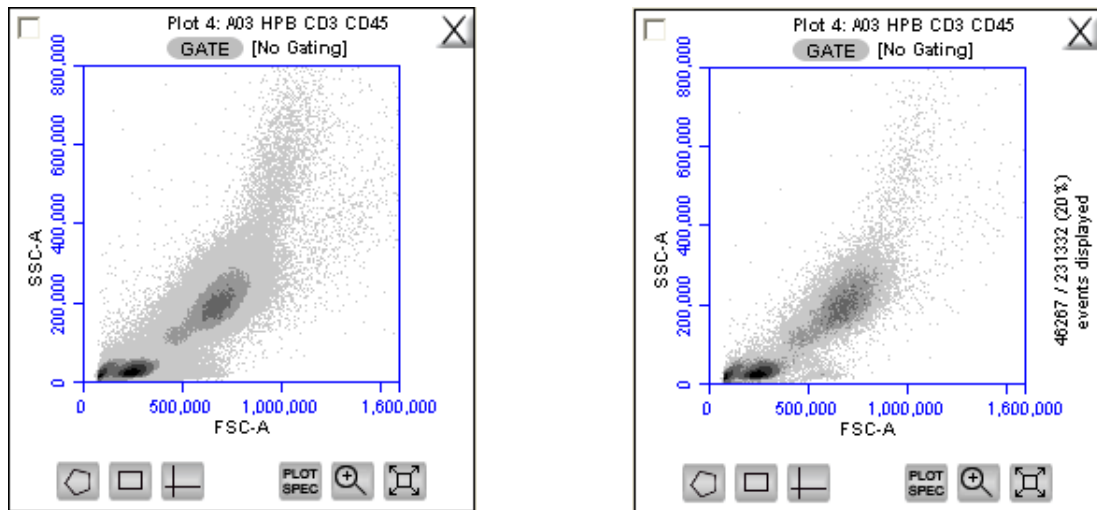 Plot 4: A03 HPB CD3 CD45
GATE [No Gating]
800,000
600,000
400,000
200,000
0
SSC-A
0 500,000 1,000,000 1,600,000
FSC-A
PLOT
SPEC
Plot 4: A03 HPB CD3 CD45
GATE [No Gating]
800,000
600,000
400,000
200,000
0
SSC-A
0 500,000 1,000,000 1,600,000
FSC-A
46267 / 231332 (20%)
events displayed
PLOT
SPEC